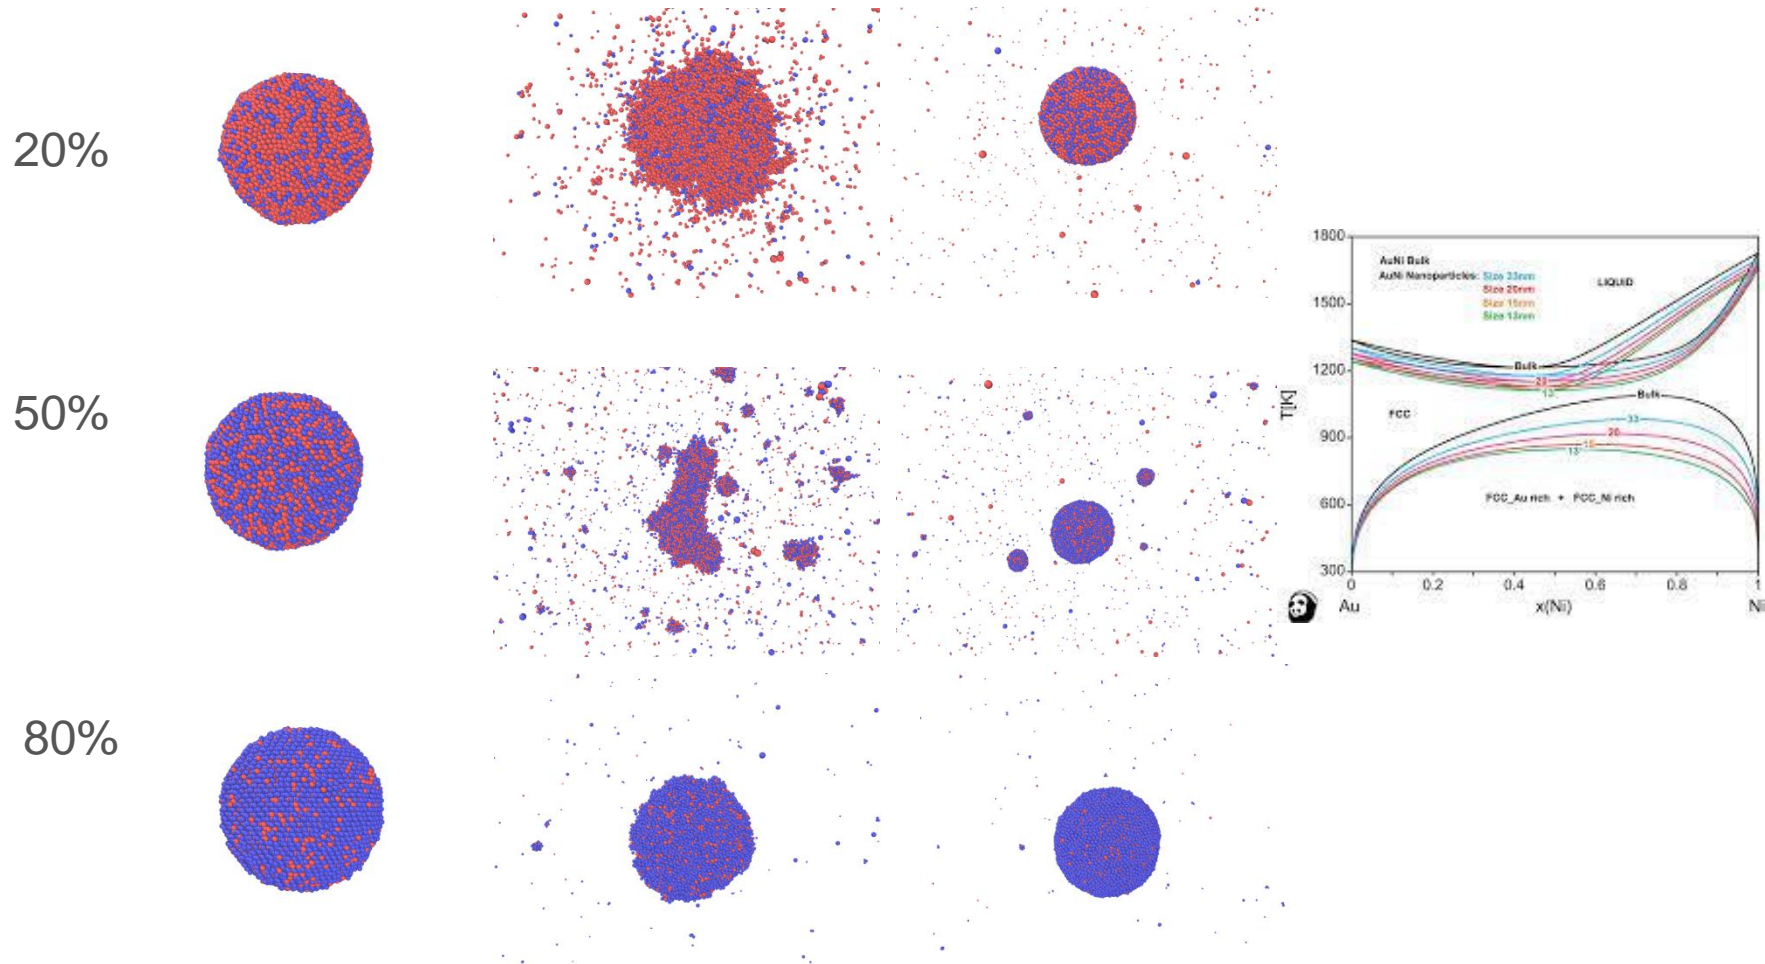 20%
50%
80%
1800
1500
1200
900
600
300
T[K]
AuNi Bulk
AuNi Nanoparticles: Size 33nm
Size 20nm
Size 15nm
Size 13nm
LIQUID
Bulk
20
13
FCC
Bulk
33
20
15
13
FCC_Au rich + FCC_Ni rich
0 0.2 0.4 0.6 0.8 1
Au x(Ni) Ni